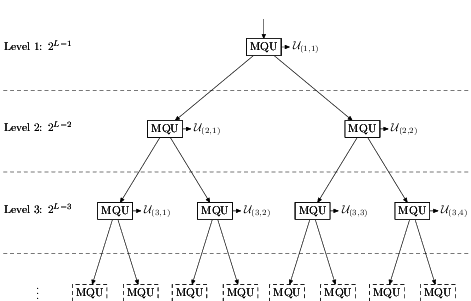 Level 1: 2^{L-1} MQU 𝒰_{(1,1)}
Level 2: 2^{L-2} MQU 𝒰_{(2,1)} MQU 𝒰_{(2,2)}
Level 3: 2^{L-3} MQU 𝒰_{(3,1)} MQU 𝒰_{(3,2)} MQU 𝒰_{(3,3)} MQU 𝒰_{(3,4)}
⋮ MQU MQU MQU MQU MQU MQU MQU MQU